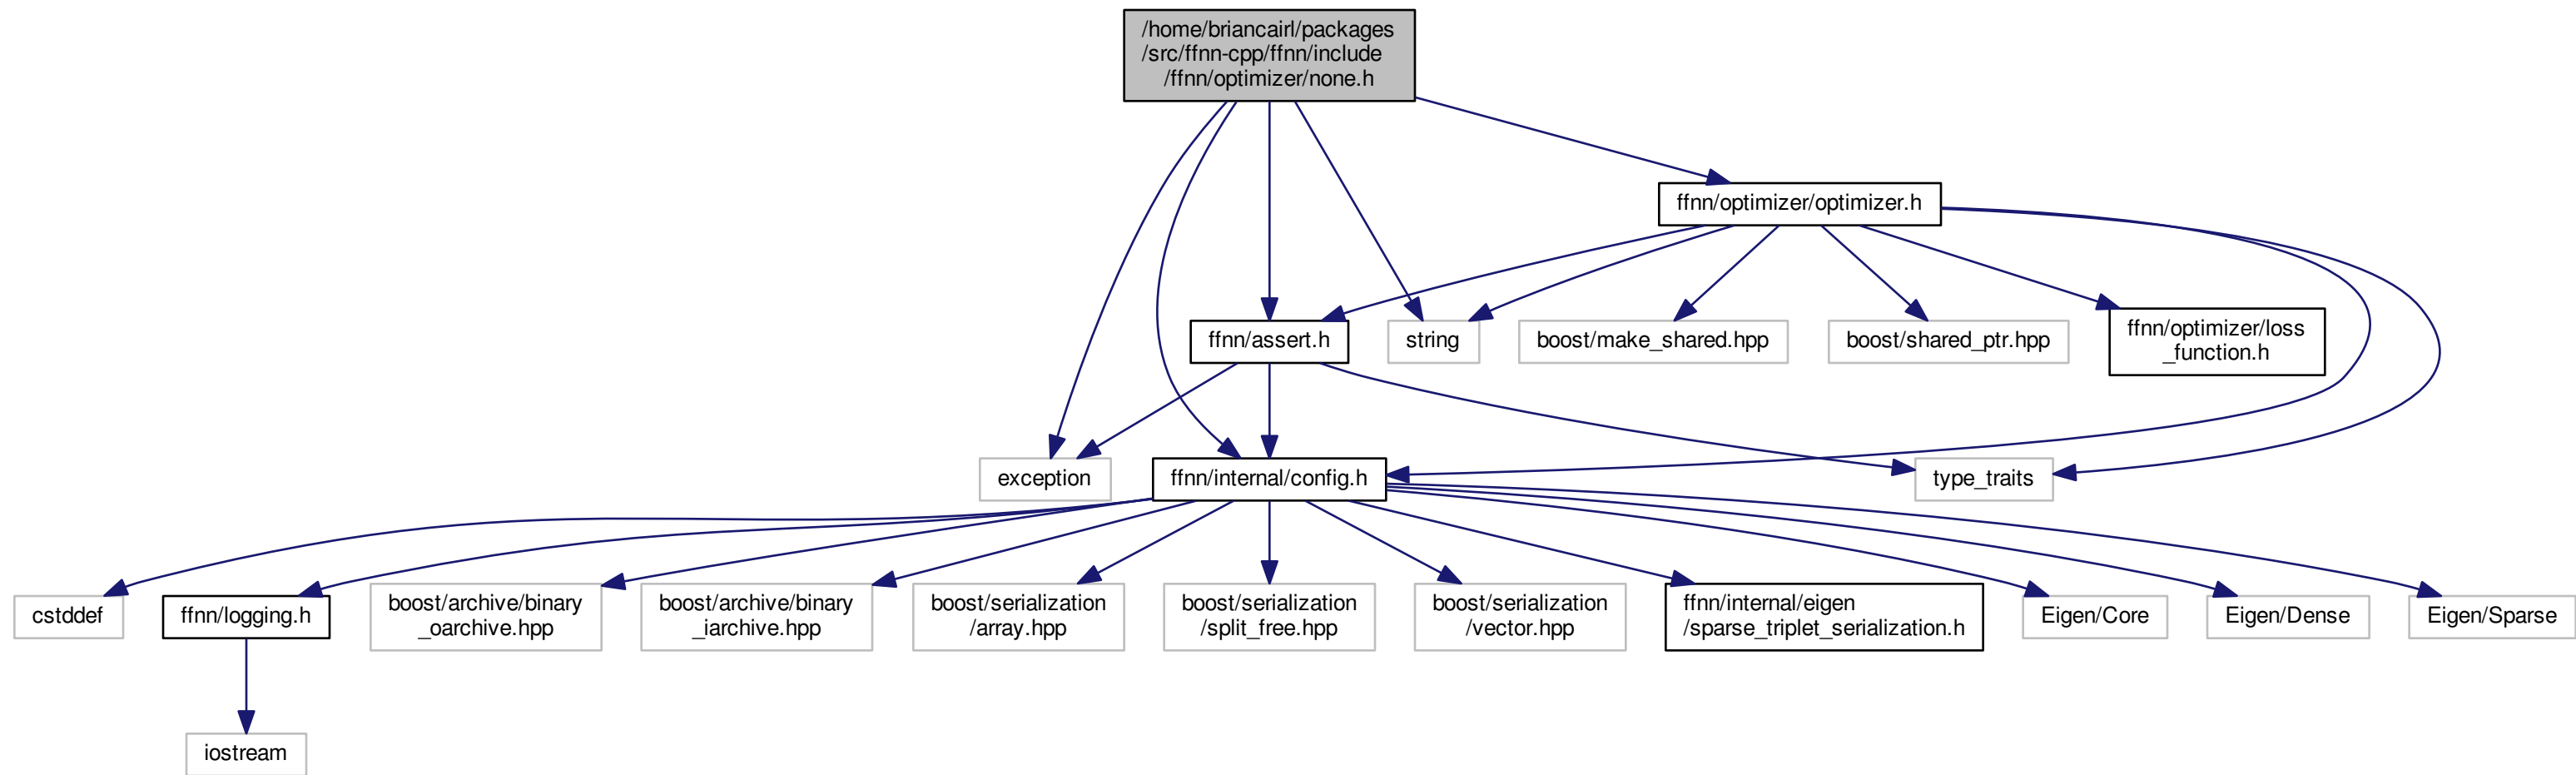 /home/briancairl/packages
/src/ffnn-cpp/ffnn/include
/ffnn/optimizer/none.h
ffnn/optimizer/optimizer.h
ffnn/assert.h
string
boost/make_shared.hpp
boost/shared_ptr.hpp
ffnn/optimizer/loss
_function.h
exception
ffnn/internal/config.h
type_traits
cstddef
ffnn/logging.h
boost/archive/binary
_oarchive.hpp
boost/archive/binary
_iarchive.hpp
boost/serialization
/array.hpp
boost/serialization
/split_free.hpp
boost/serialization
/vector.hpp
ffnn/internal/eigen
/sparse_triplet_serialization.h
Eigen/Core
Eigen/Dense
Eigen/Sparse
iostream